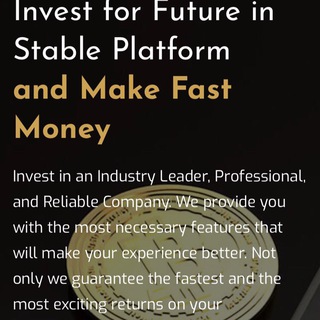 Invest for Future in
Stable Platform
and Make Fast
Money
Invest in an Industry Leader, Professional,
and Reliable Company. We provide you
with the most necessary features that
will make your experience better. Not
only we guarantee the fastest and the
most exciting returns on your